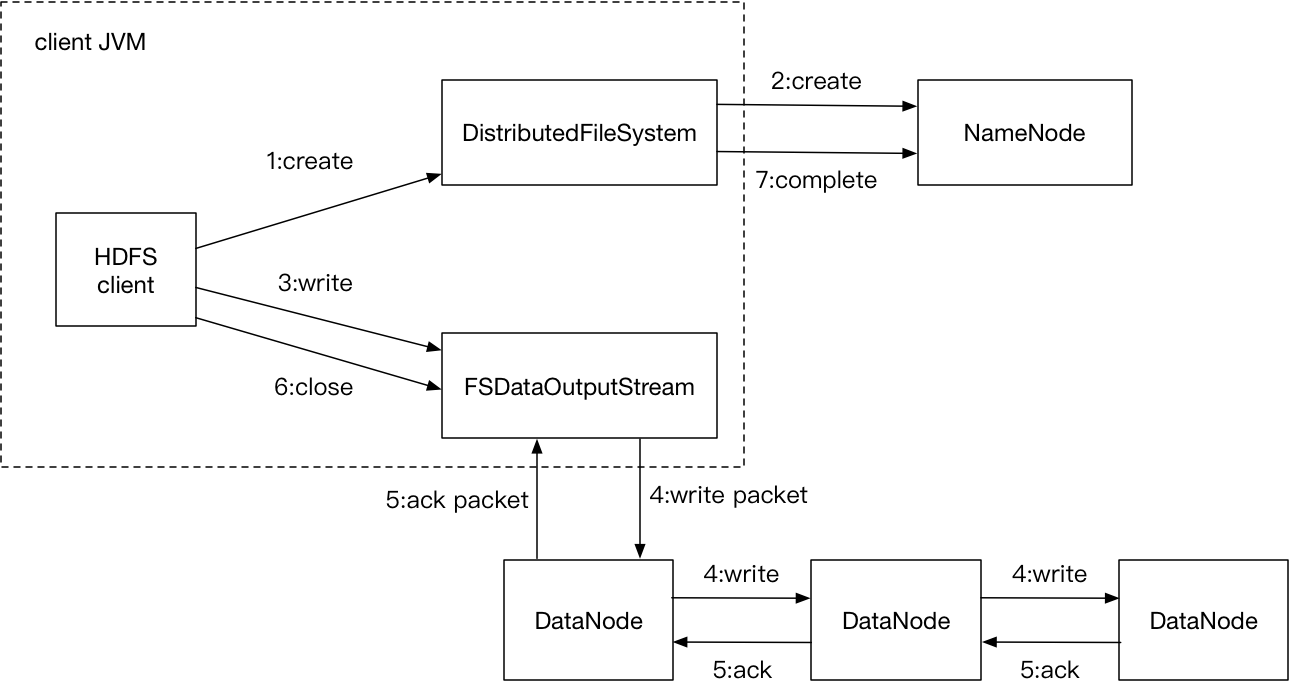 client JVM
2:create
DistributedFileSystem
NameNode
1:create
7:complete
HDFS
client
3:write
6:close
FSDataOutputStream
5:ack packet
4:write packet
4:write
4:write
DataNode
DataNode
DataNode
5:ack
5:ack